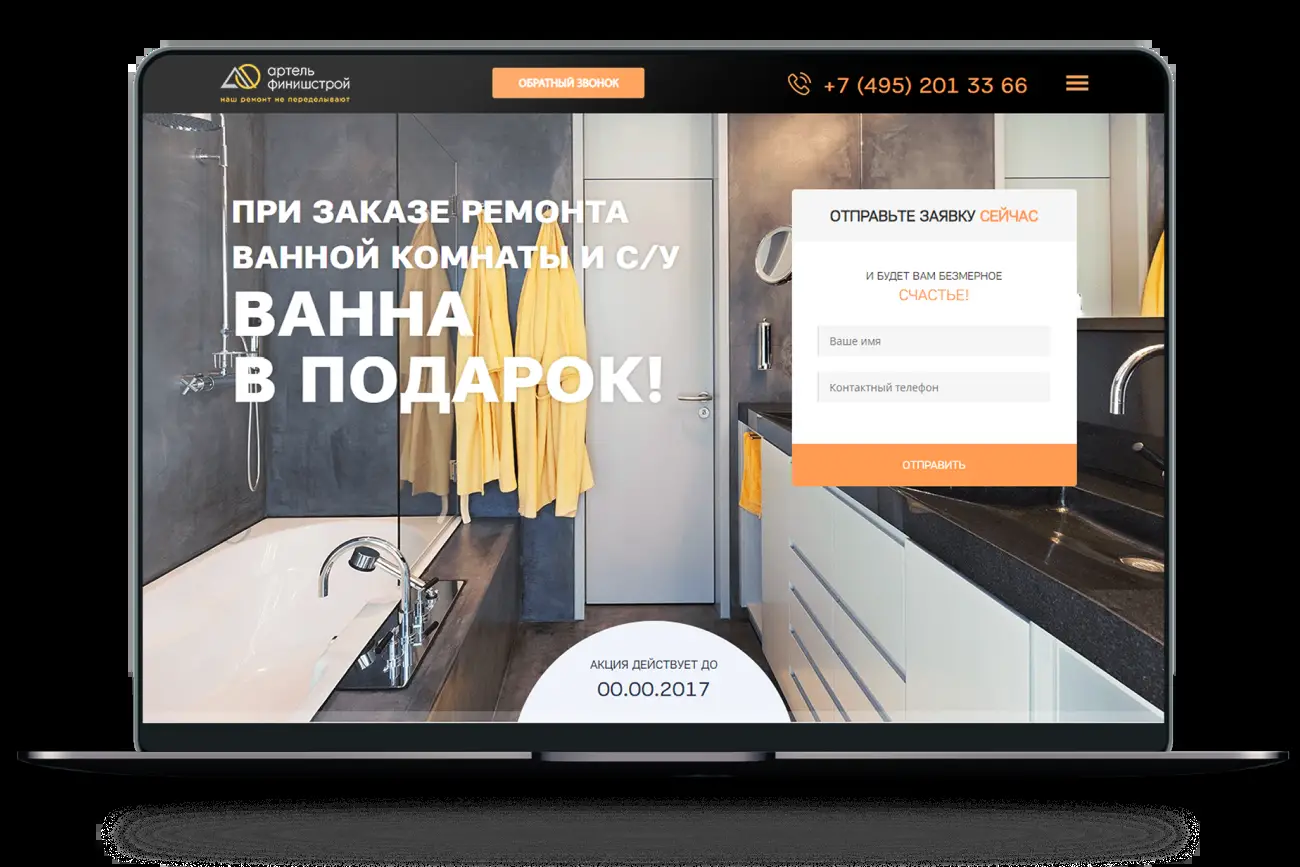 артель
финишстрой
наш ремонт не переделывают
ОБРАТНЫЙ ЗВОНОК
+7 (495) 201 33 66
ПРИ ЗАКАЗЕ РЕМОНТА
ВАННОЙ КОМНАТЫ И С/У
ВАННА
В ПОДАРОК!
ОТПРАВЬТЕ ЗАЯВКУ СЕЙЧАС
И БУДЕТ ВАМ БЕЗМЕРНОЕ
СЧАСТЬЕ!
Ваше имя
Контактный телефон
ОТПРАВИТЬ
АКЦИЯ ДЕЙСТВУЕТ ДО
00.00.2017